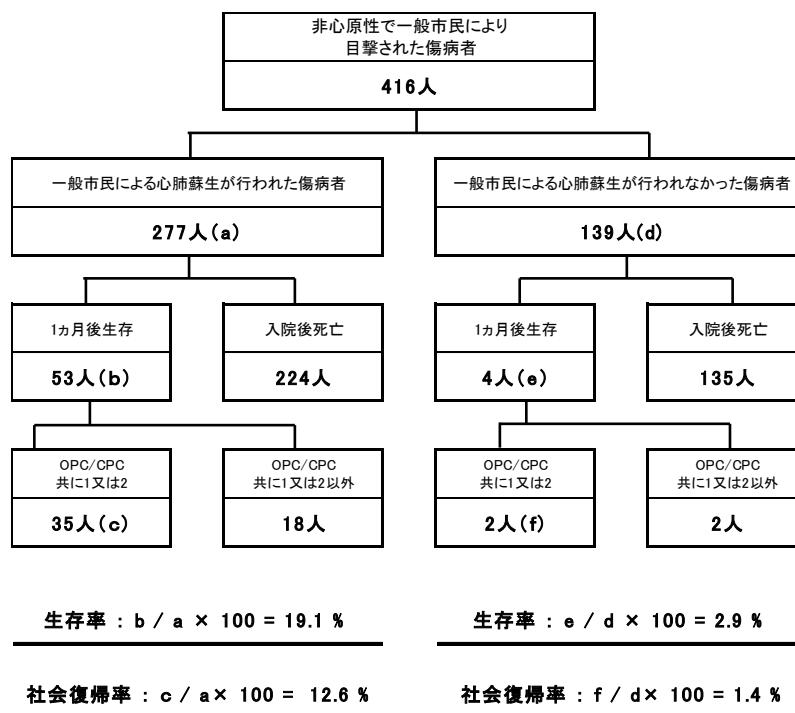 非心原性で一般市民により
目撃された傷病者
416人
一般市民による心肺蘇生が行われた傷病者
277人(a)
一般市民による心肺蘇生が行われなかった傷病者
139人(d)
1ヵ月後生存
53人(b)
入院後死亡
224人
1ヵ月後生存
4人(e)
入院後死亡
135人
OPC/CPC
共に1又は2
35人(c)
OPC/CPC
共に1又は2以外
18人
OPC/CPC
共に1又は2
2人(f)
OPC/CPC
共に1又は2以外
2人
生存率 : b / a × 100 = 19.1 %
生存率 : e / d × 100 = 2.9 %
社会復帰率 : c / a× 100 = 12.6 %
社会復帰率 : f / d× 100 = 1.4 %